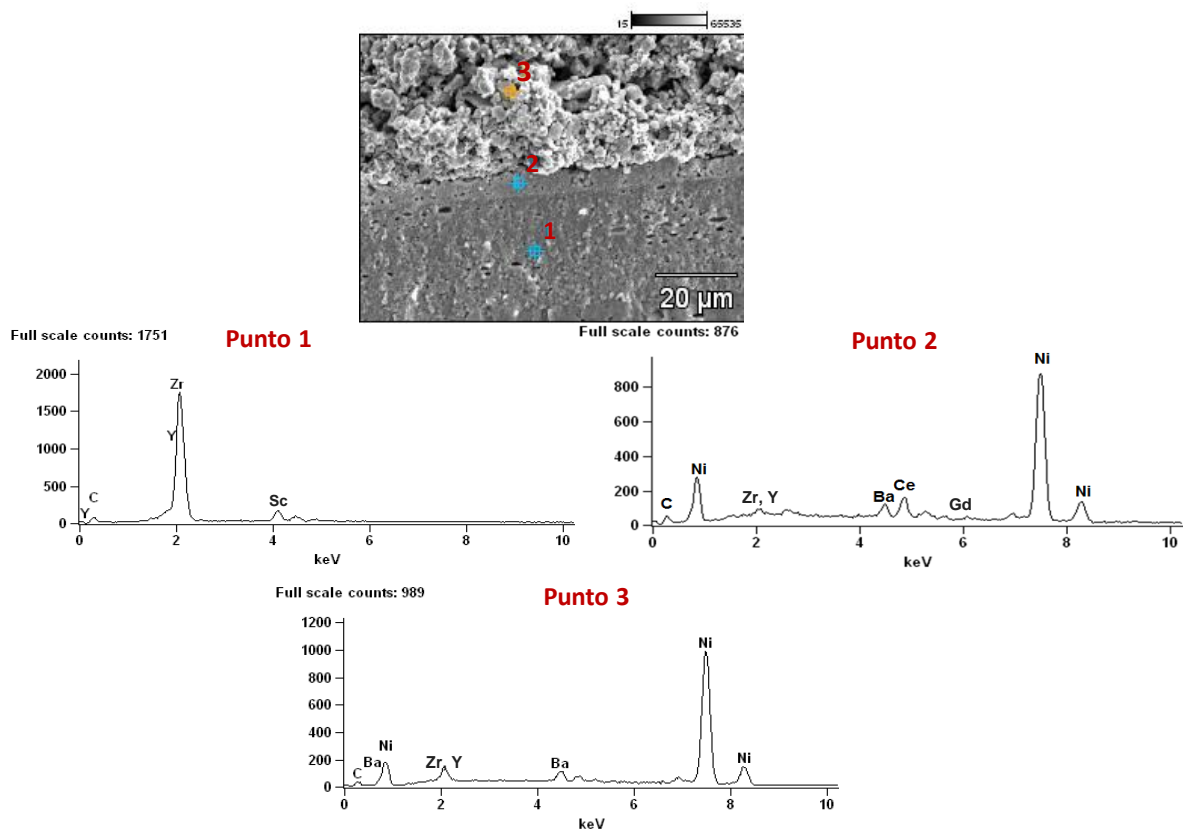 15 65535
3
2
1
20 µm
Full scale counts: 1751
Punto 1
Full scale counts: 876
Punto 2
2000
1500
1000
500
0
Zr
Y
C
Y
Sc
0 2 4 6 8 10
keV
800
600
400
200
0
Ni
Ni
C
Zr, Y
Ba
Ce
Gd
Ni
0 2 4 6 8 10
keV
Full scale counts: 989
Punto 3
1200
1000
800
600
400
200
0
Ni
Ni
Ba
C
Zr, Y
Ba
Ni
0 2 4 6 8 10
keV